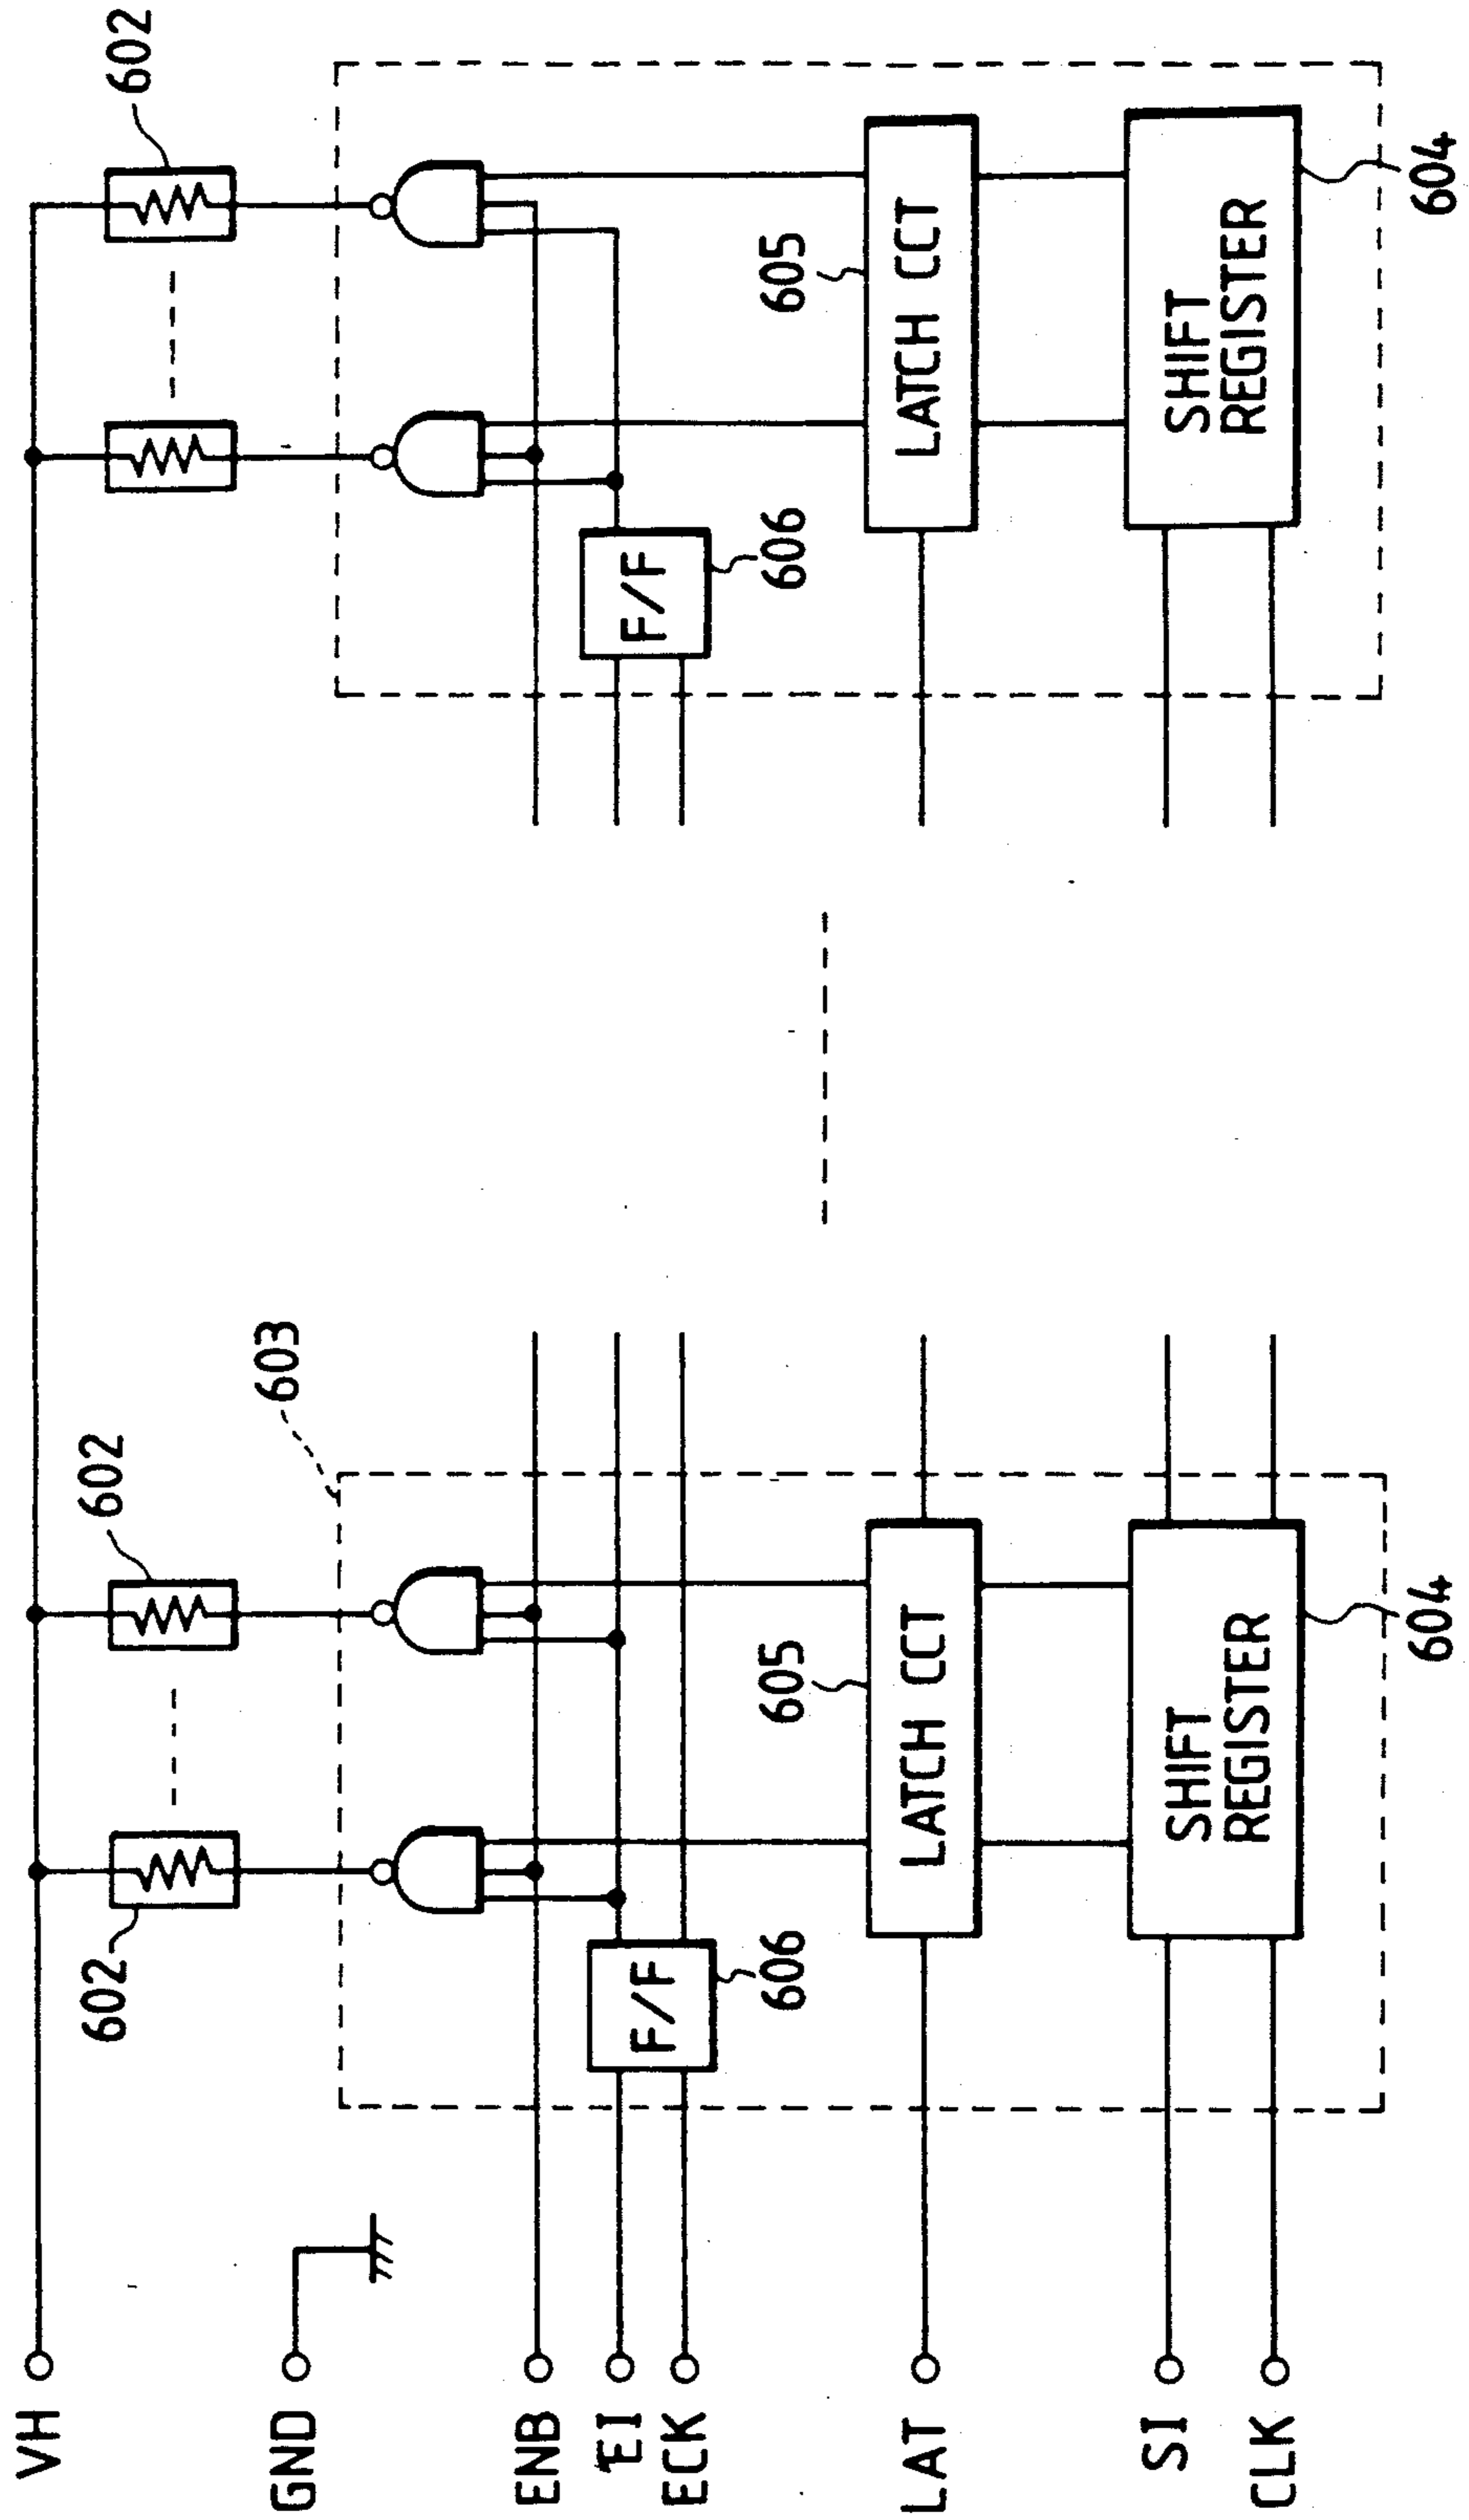 VH
GND
ENB
EI
ECK
LAT
SI
CLK
602
602
603
606
F/F
605
LATCH CCT
SHIFT
REGISTER
604
602
606
F/F
605
LATCH CCT
SHIFT
REGISTER
604